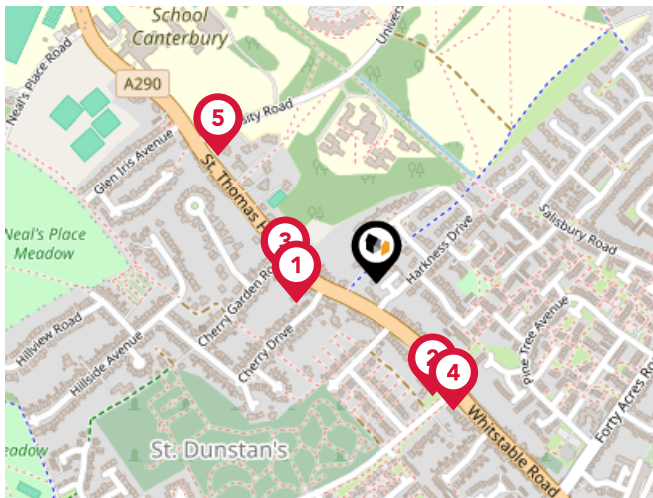 School
Canterbury
Neal's Place Road
Univers
A290
5
sity Road
Glen Iris Avenue
St. Thomas H
Salisbury Road
Neal's Place
Meadow
3
1
Harkness Drive
Cherry Garden Ro
Hillview Road
Cherry Drive
Hillside Avenue
Pine Tree Avenue
2
4
Forty Acres Ro
Whitstable Road
St. Dunstan's
eadow